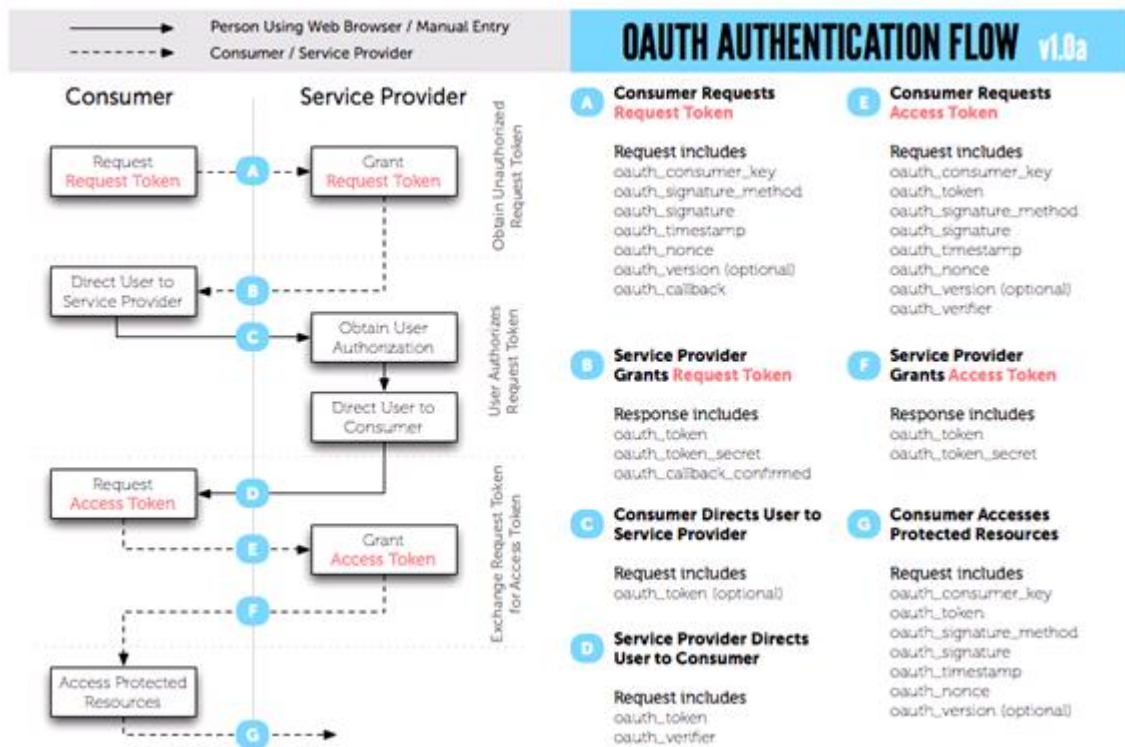 Person Using Web Browser / Manual Entry
Consumer / Service Provider
OAUTH AUTHENTICATION FLOW v1.0a
Consumer
Service Provider
Request
Request Token
A
Grant
Request Token
Obtain Unauthorized
Request Token
Direct User to
Service Provider
B
C
Obtain User
Authorization
Direct User to
Consumer
User Authorizes
Request Token
Request
Access Token
D
E
Grant
Access Token
F
Exchange Request Token
for Access Token
Access Protected
Resources
G
A
Consumer Requests
Request Token
Request includes
oauth_consumer_key
oauth_signature_method
oauth_signature
oauth_timestamp
oauth_nonce
oauth_version (optional)
oauth_callback
B
Service Provider
Grants Request Token
Response includes
oauth_token
oauth_token_secret
oauth_callback_confirmed
C
Consumer Directs User to
Service Provider
Request includes
oauth_token (optional)
D
Service Provider Directs
User to Consumer
Request includes
oauth_token
oauth_verifier
E
Consumer Requests
Access Token
Request includes
oauth_consumer_key
oauth_token
oauth_signature_method
oauth_signature
oauth_timestamp
oauth_nonce
oauth_version (optional)
oauth_verifier
F
Service Provider
Grants Access Token
Response includes
oauth_token
oauth_token_secret
G
Consumer Accesses
Protected Resources
Request includes
oauth_consumer_key
oauth_token
oauth_signature_method
oauth_signature
oauth_timestamp
oauth_nonce
oauth_version (optional)